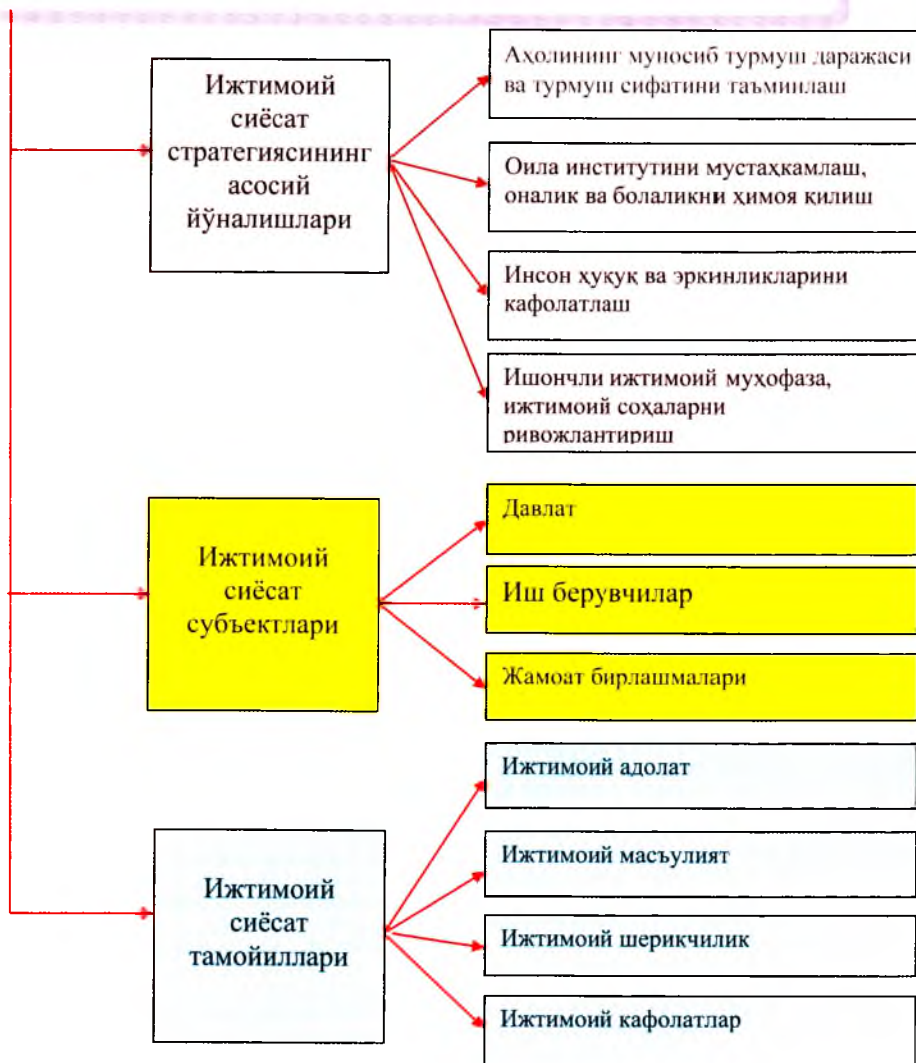 Ижтимоий
сиёсат
стратегиясининг
асосий
йўналишлари
Аҳолининг муносиб турмуш даражаси
ва турмуш сифатини таъминлаш
Оила институтини мустаҳкамлаш,
оналик ва болаликни ҳимоя қилиш
Инсон ҳуқуқ ва эркинликларини
кафолатлаш
Ишончли ижтимоий муҳофаза,
ижтимоий соҳаларни
ривожлантириш
Ижтимоий
сиёсат
субъектлари
Давлат
Иш берувчилар
Жамоат бирлашмалари
Ижтимоий
сиёсат
тамойиллари
Ижтимоий адолат
Ижтимоий масъулият
Ижтимоий шерикчилик
Ижтимоий кафолатлар